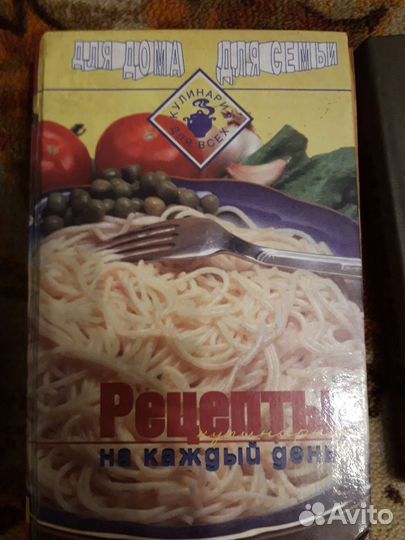 ДЛЯ ДОМА ДЛЯ СЕМЬИ
КУЛИНАРИЯ
ДЛЯ ВСЕХ
Рецепты
на каждый день
Avito